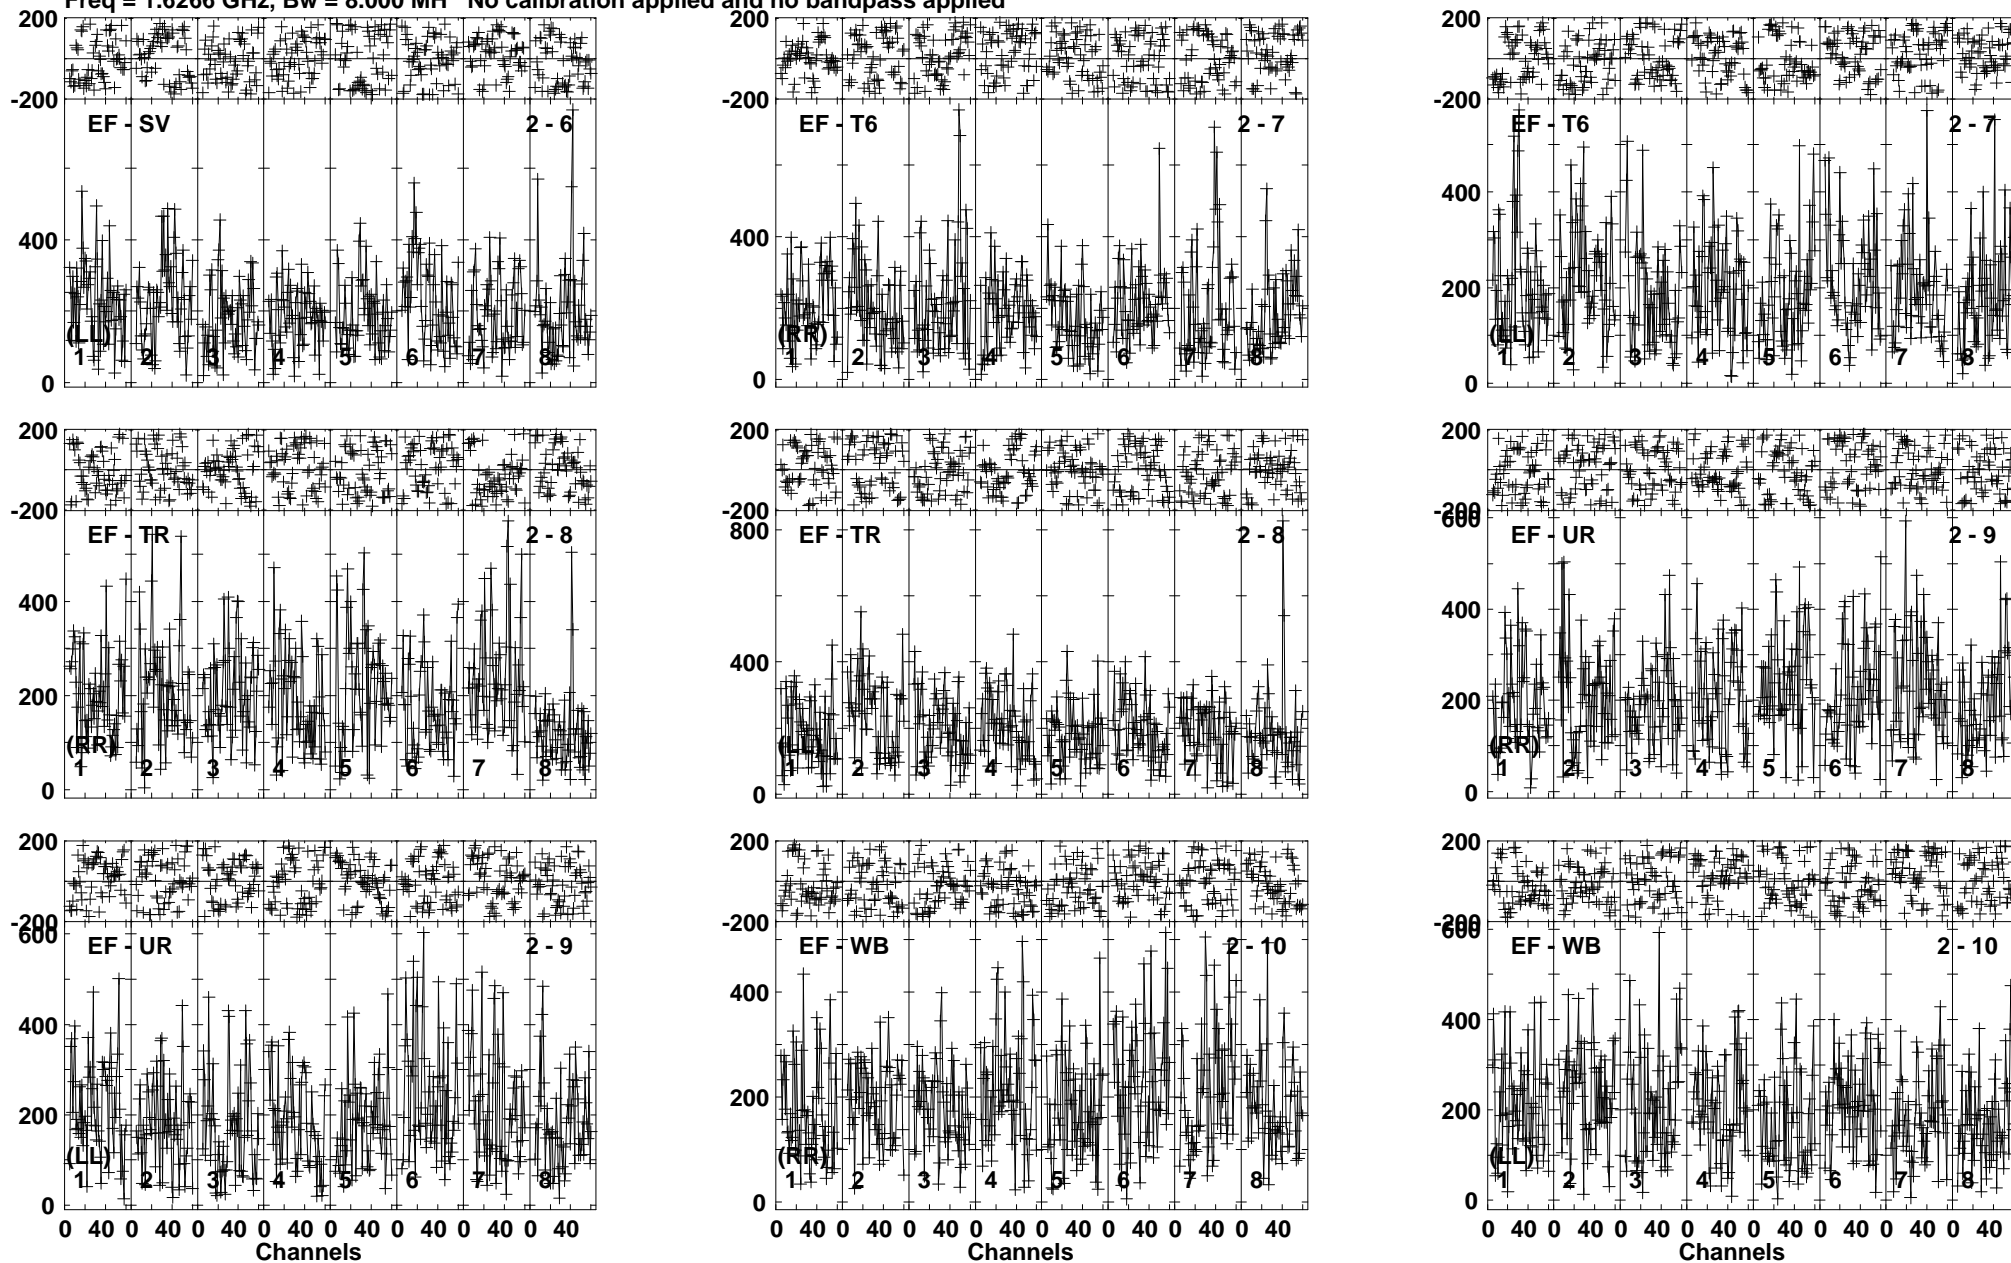 Freq = 1.6266 GHz, Bw = 8.000 MH No calibration applied and no bandpass applied
200 200 200
-200 -200 -200
EF - SV 2 - 6 EF - T6 2 - 7 EF - T6 2 - 7
400 400 400
200
(LL) (RR) (LL)
1 2 3 4 5 6 7 8 1 2 3 4 5 6 7 8 1 2 3 4 5 6 7 8
0 0 0
200 200 200
-200 -200 -200
600
EF - TR 2 - 8 EF - TR 2 - 8 EF - UR 2 - 9
800
400 400 400
200 200
(RR) (LL) (RR)
1 2 3 4 5 6 7 8 1 2 3 4 5 6 7 8 1 2 3 4 5 6 7 8
0 0 0
200 200 200
-200 -200 -200
600 600
EF - UR 2 - 9 EF - WB 2 - 10 EF - WB 2 - 10
400 400 400
200 200 200
(LL) (RR) (LL)
1 2 3 4 5 6 7 8 1 2 3 4 5 6 7 8 1 2 3 4 5 6 7 8
0 0 0
0 40 0 40 0 40 0 40 0 40 0 40 0 40 0 40 0 40 0 40 0 40 0 40 0 40 0 40 0 40 0 40 0 40 0 40 0 40 0 40 0 40 0 40 0 40 0 40
Channels Channels Channels